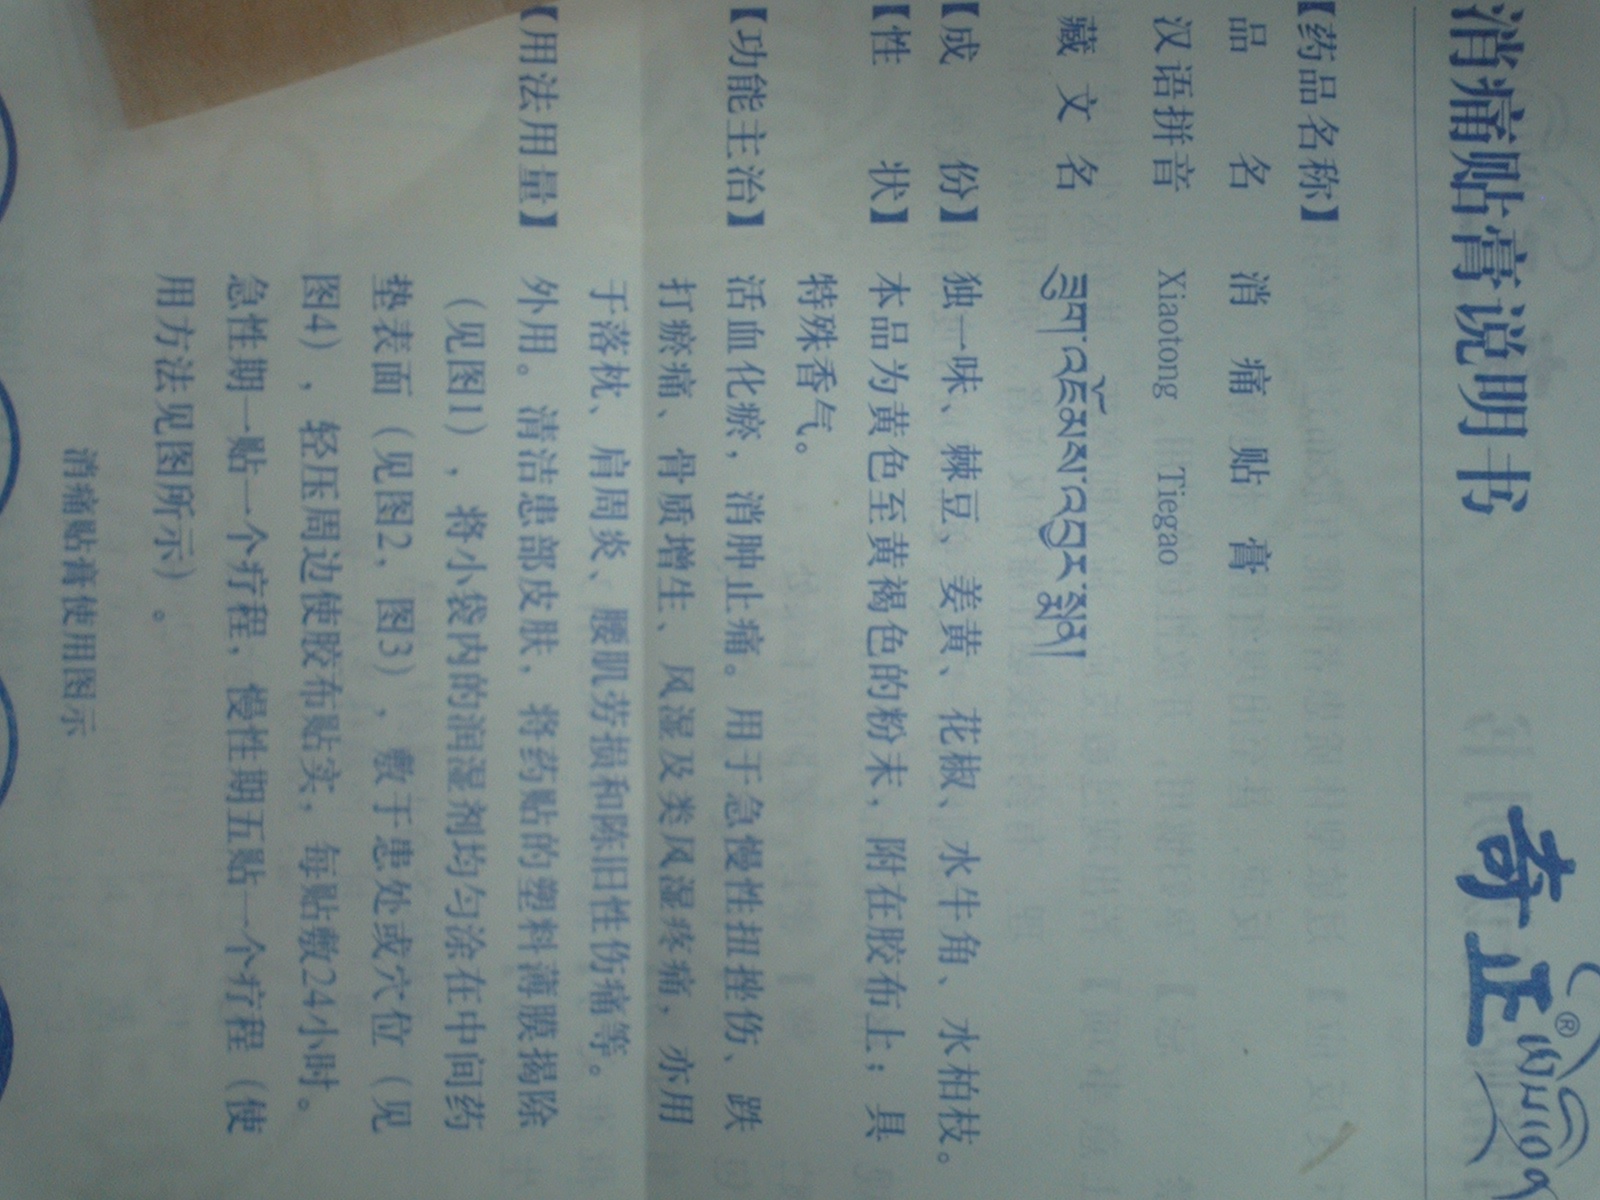 消痛贴膏说明书
奇正®
【药品名称】
品 名 消 痛 贴 膏
汉语拼音 Xiaotong Tiegao
藏 文 名
【成 份】 独一味、棘豆、姜黄、花椒、水牛角、水柏枝。
【性 状】 本品为黄色至黄褐色的粉末，附在胶布上；具
特殊香气。
【功能主治】 活血化瘀，消肿止痛。用于急慢性扭挫伤、跌
打瘀痛、骨质增生、风湿及类风湿疼痛，亦用
于落枕、肩周炎、腰肌劳损和陈旧性伤痛等。
【用法用量】 外用。清洁患部皮肤，将药贴的塑料薄膜揭除
（见图1），将小袋内的润湿剂均匀涂在中间药
垫表面（见图2，图3），敷于患处或穴位（见
图4），轻压周边使胶布贴实，每贴敷24小时。
急性期一贴一个疗程，慢性期五贴一个疗程（使
用方法见图所示）。
消痛贴膏使用图示